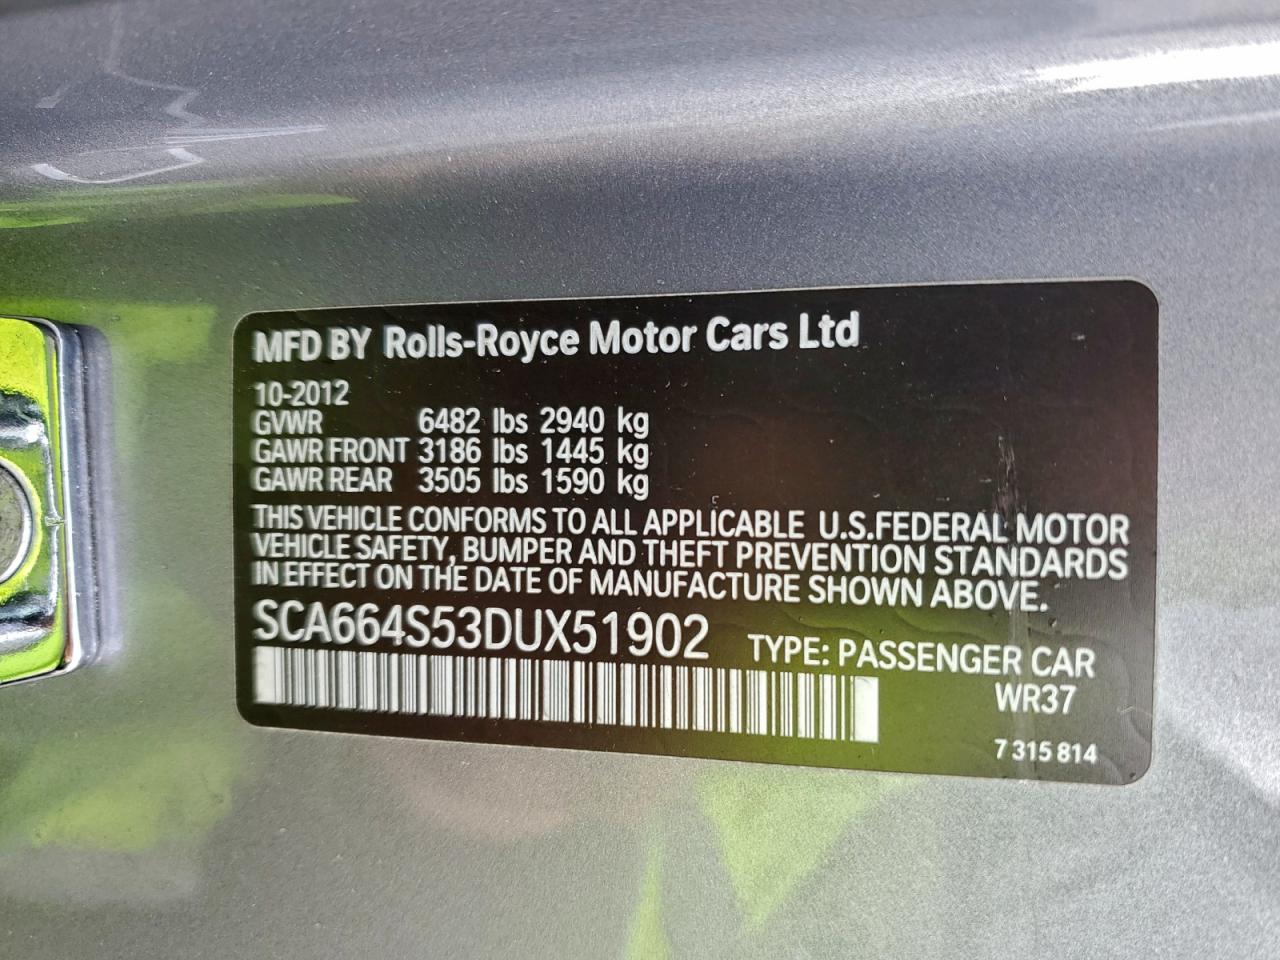 MFD BY Rolls-Royce Motor Cars Ltd
10-2012
GVWR 6482 lbs 2940 kg
GAWR FRONT 3186 lbs 1445 kg
GAWR REAR 3505 lbs 1590 kg
THIS VEHICLE CONFORMS TO ALL APPLICABLE U.S.FEDERAL MOTOR
VEHICLE SAFETY, BUMPER AND THEFT PREVENTION STANDARDS
IN EFFECT ON THE DATE OF MANUFACTURE SHOWN ABOVE.
SCA664S53DUX51902 TYPE: PASSENGER CAR
WR37
7 315 814